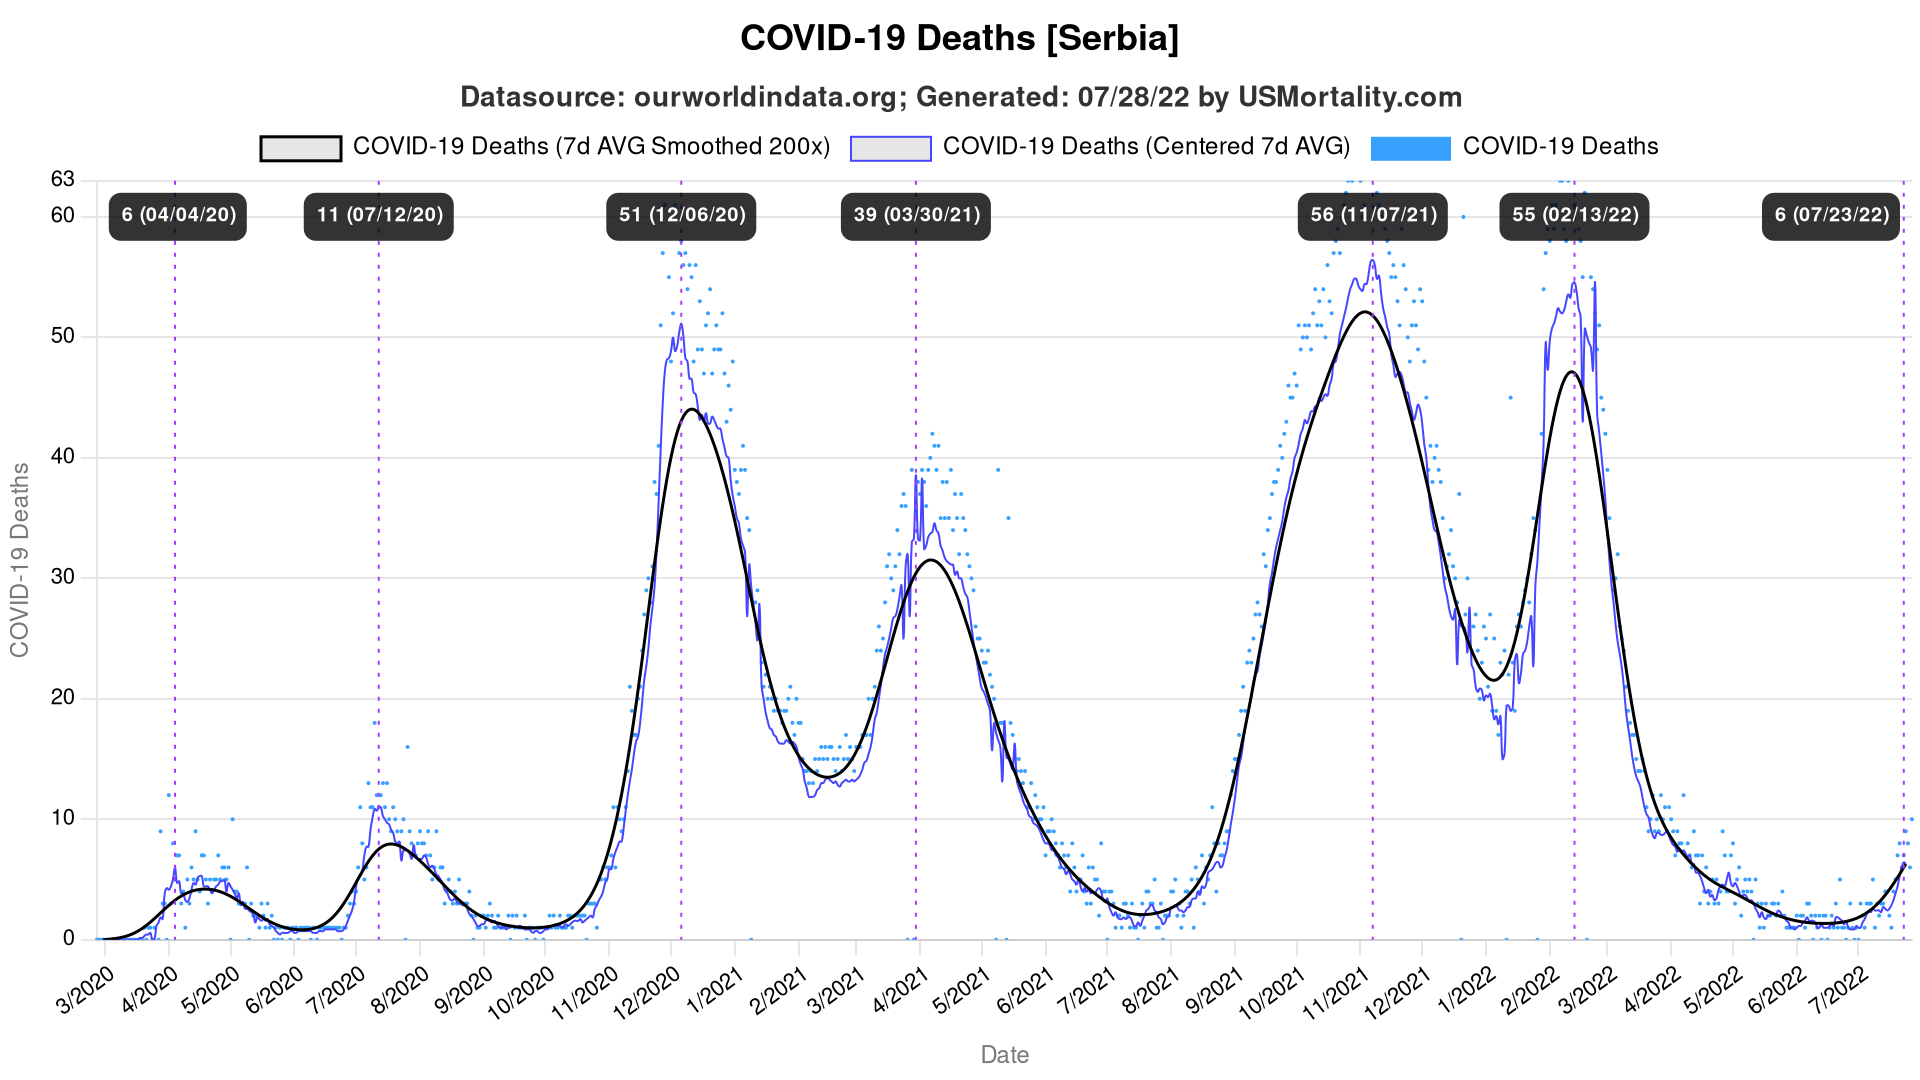 COVID-19 Deaths [Serbia]
Datasource: ourworldindata.org; Generated: 07/28/22 by USMortality.com
COVID-19 Deaths (7d AVG Smoothed 200x) COVID-19 Deaths (Centered 7d AVG) COVID-19 Deaths
6 (04/04/20) 11 (07/12/20) 51 (12/06/20) 39 (03/30/21) 56 (11/07/21) 55 (02/13/22) 6 (07/23/22)
63
60
50
40
30
20
10
0
COVID-19 Deaths
3/2020 4/2020 5/2020 6/2020 7/2020 8/2020 9/2020 10/2020 11/2020 12/2020 1/2021 2/2021 3/2021 4/2021 5/2021 6/2021 7/2021 8/2021 9/2021 10/2021 11/2021 12/2021 1/2022 2/2022 3/2022 4/2022 5/2022 6/2022 7/2022
Date